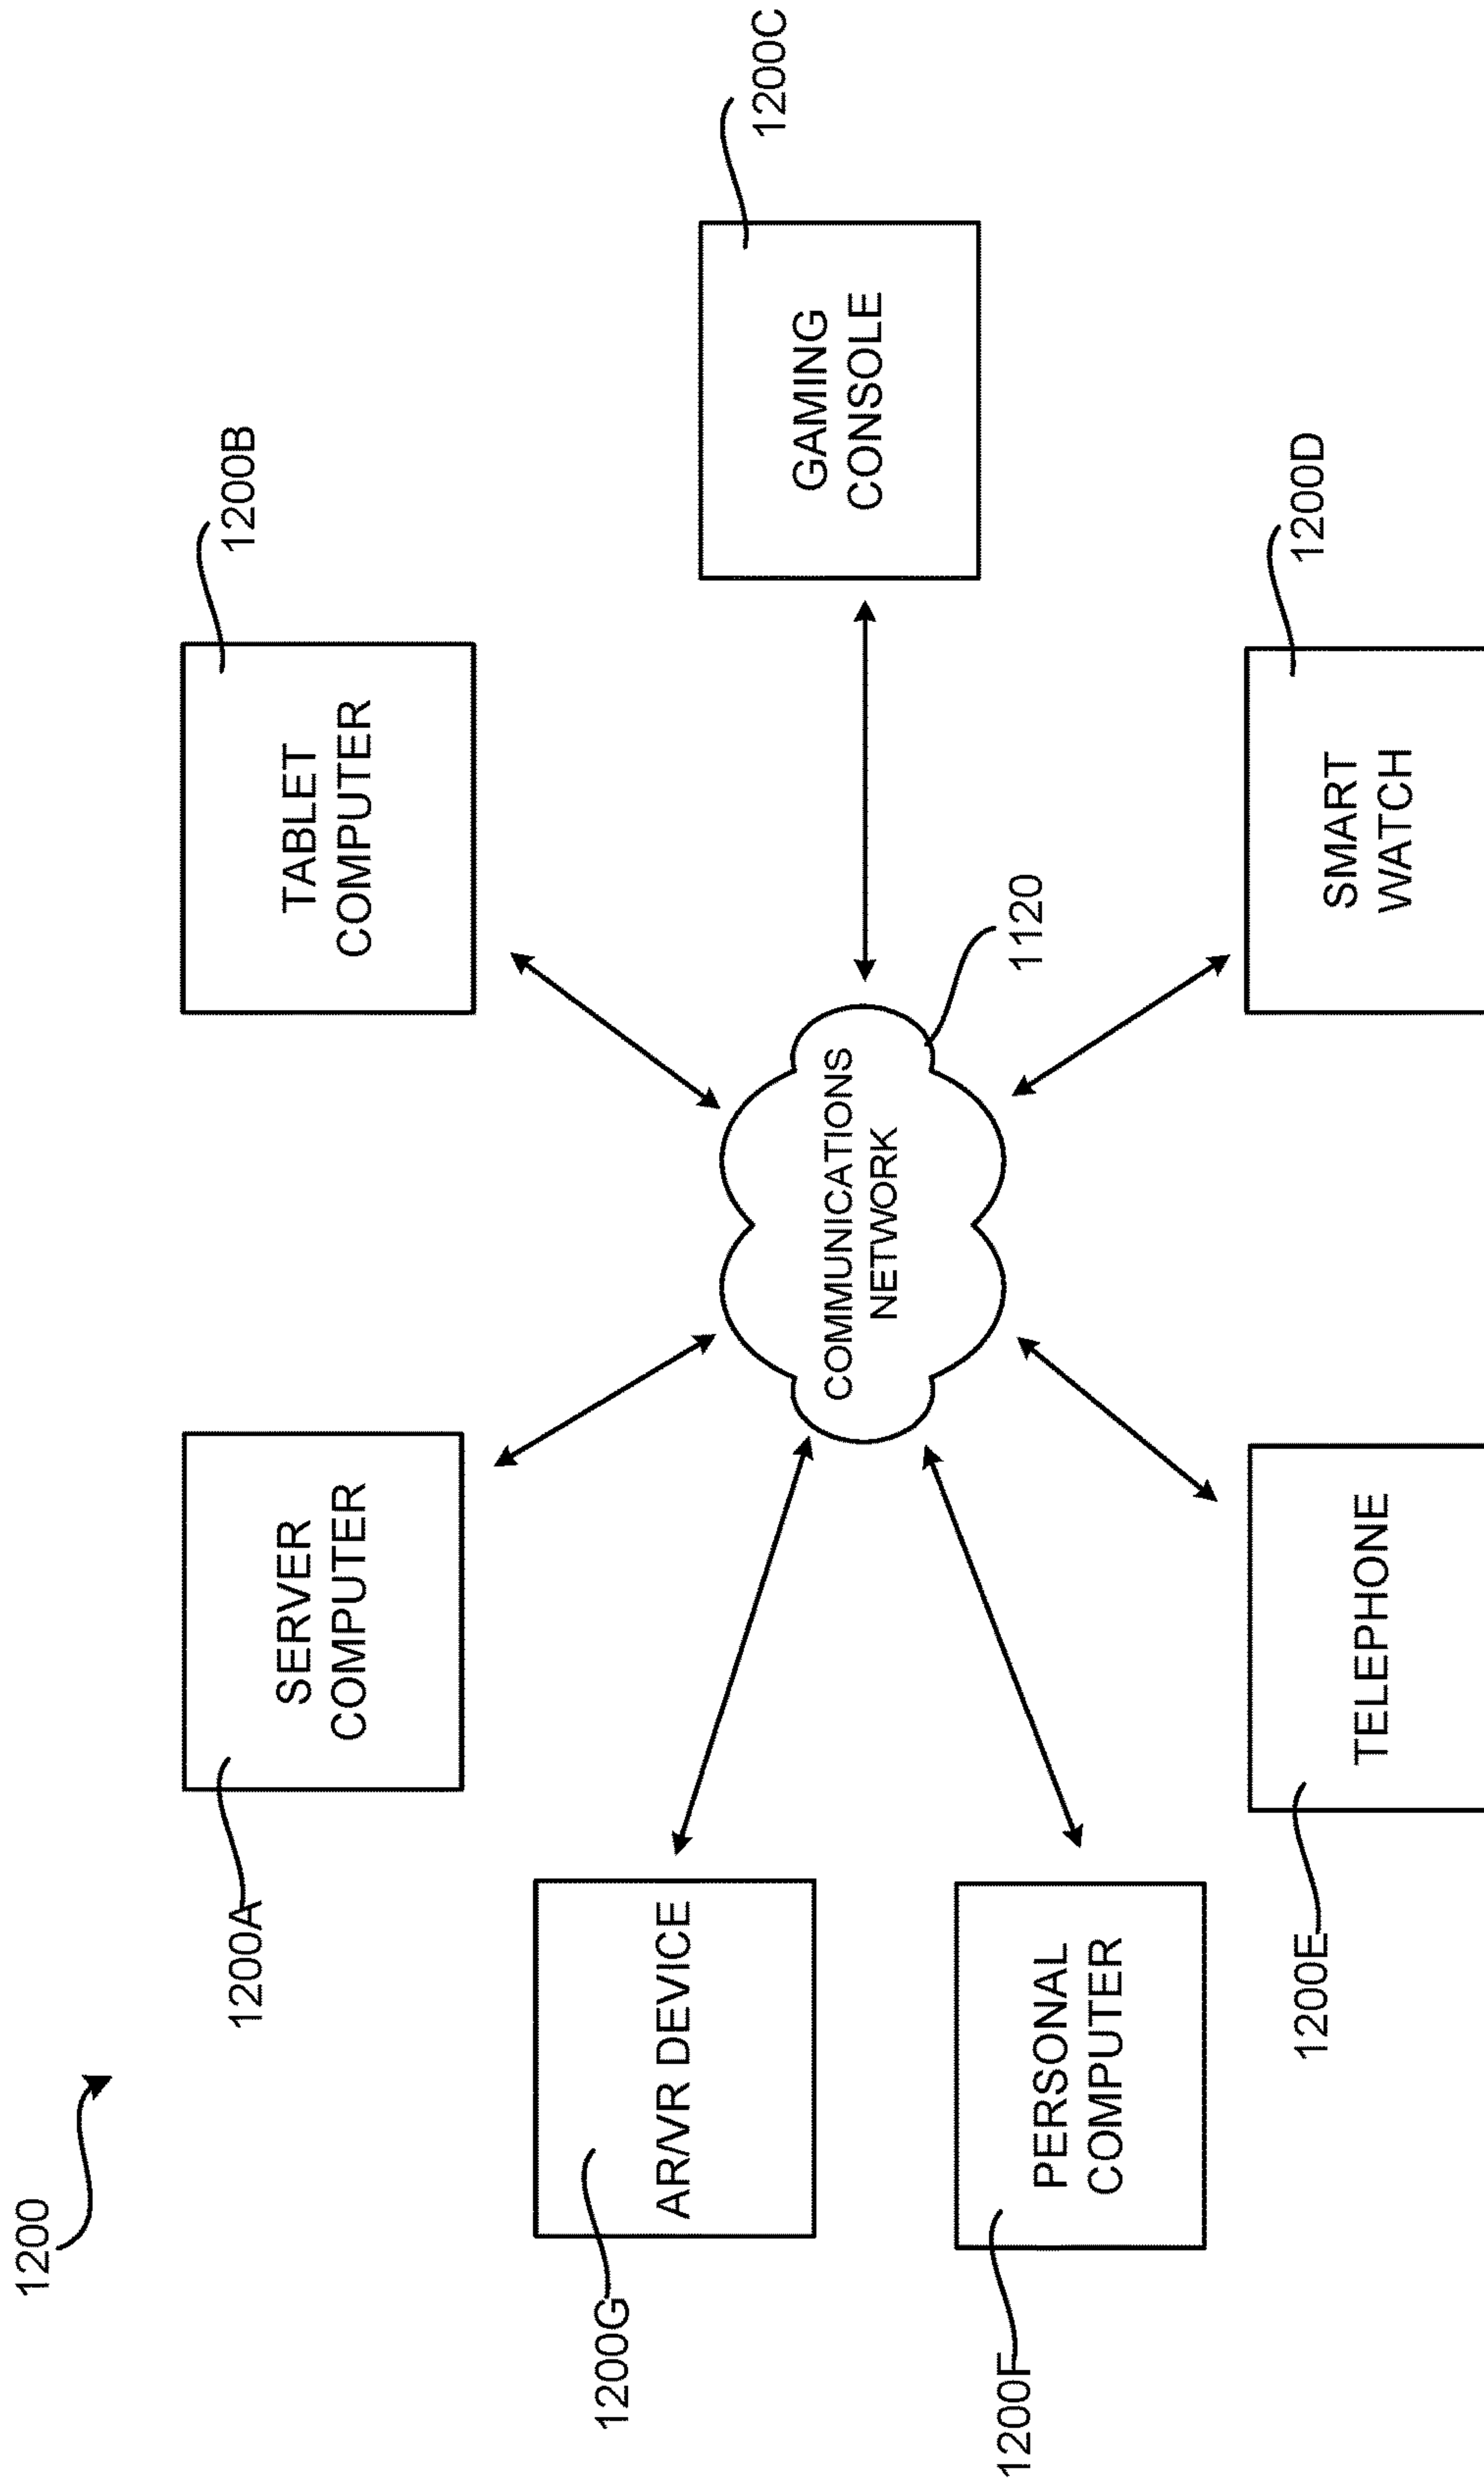 1200
1200A
SERVER
COMPUTER
TABLET
COMPUTER
1200B
1200G
AR/VR DEVICE
COMMUNICATIONS
NETWORK
1120
GAMING
CONSOLE
1200C
1200F
PERSONAL
COMPUTER
1200E
TELEPHONE
SMART
WATCH
1200D